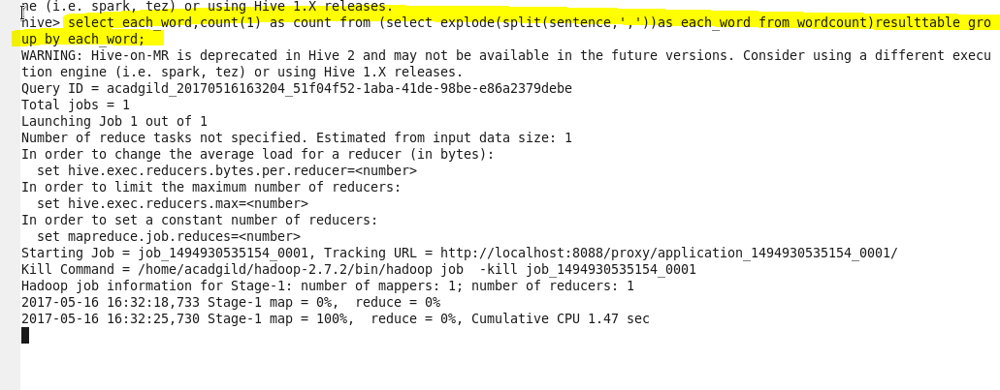 ne (i.e. spark, tez) or using Hive 1.X releases.
hive> select each_word,count(1) as count from (select explode(split(sentence,','))as each_word from wordcount)resulttable gro
up by each_word;
WARNING: Hive-on-MR is deprecated in Hive 2 and may not be available in the future versions. Consider using a different execu
tion engine (i.e. spark, tez) or using Hive 1.X releases.
Query ID = acadgild_20170516163204_51f04f52-1aba-41de-98be-e86a2379debe
Total jobs = 1
Launching Job 1 out of 1
Number of reduce tasks not specified. Estimated from input data size: 1
In order to change the average load for a reducer (in bytes):
  set hive.exec.reducers.bytes.per.reducer=<number>
In order to limit the maximum number of reducers:
  set hive.exec.reducers.max=<number>
In order to set a constant number of reducers:
  set mapreduce.job.reduces=<number>
Starting Job = job_1494930535154_0001, Tracking URL = http://localhost:8088/proxy/application_1494930535154_0001/
Kill Command = /home/acadgild/hadoop-2.7.2/bin/hadoop job  -kill job_1494930535154_0001
Hadoop job information for Stage-1: number of mappers: 1; number of reducers: 1
2017-05-16 16:32:18,733 Stage-1 map = 0%,  reduce = 0%
2017-05-16 16:32:25,730 Stage-1 map = 100%,  reduce = 0%, Cumulative CPU 1.47 sec